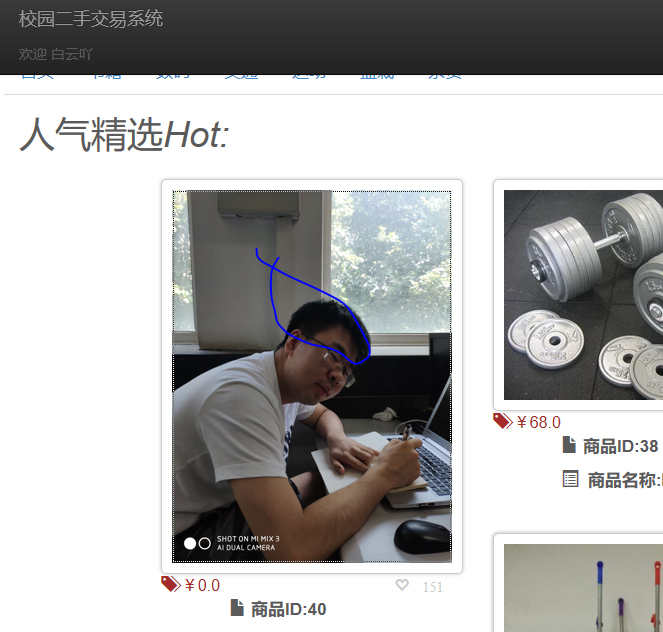 校园二手交易系统
欢迎 白云吖
人气精选Hot:
SHOT ON MI MIX 3
AI DUAL CAMERA
¥0.0
151
商品ID:40
¥68.0
商品ID:38
商品名称: